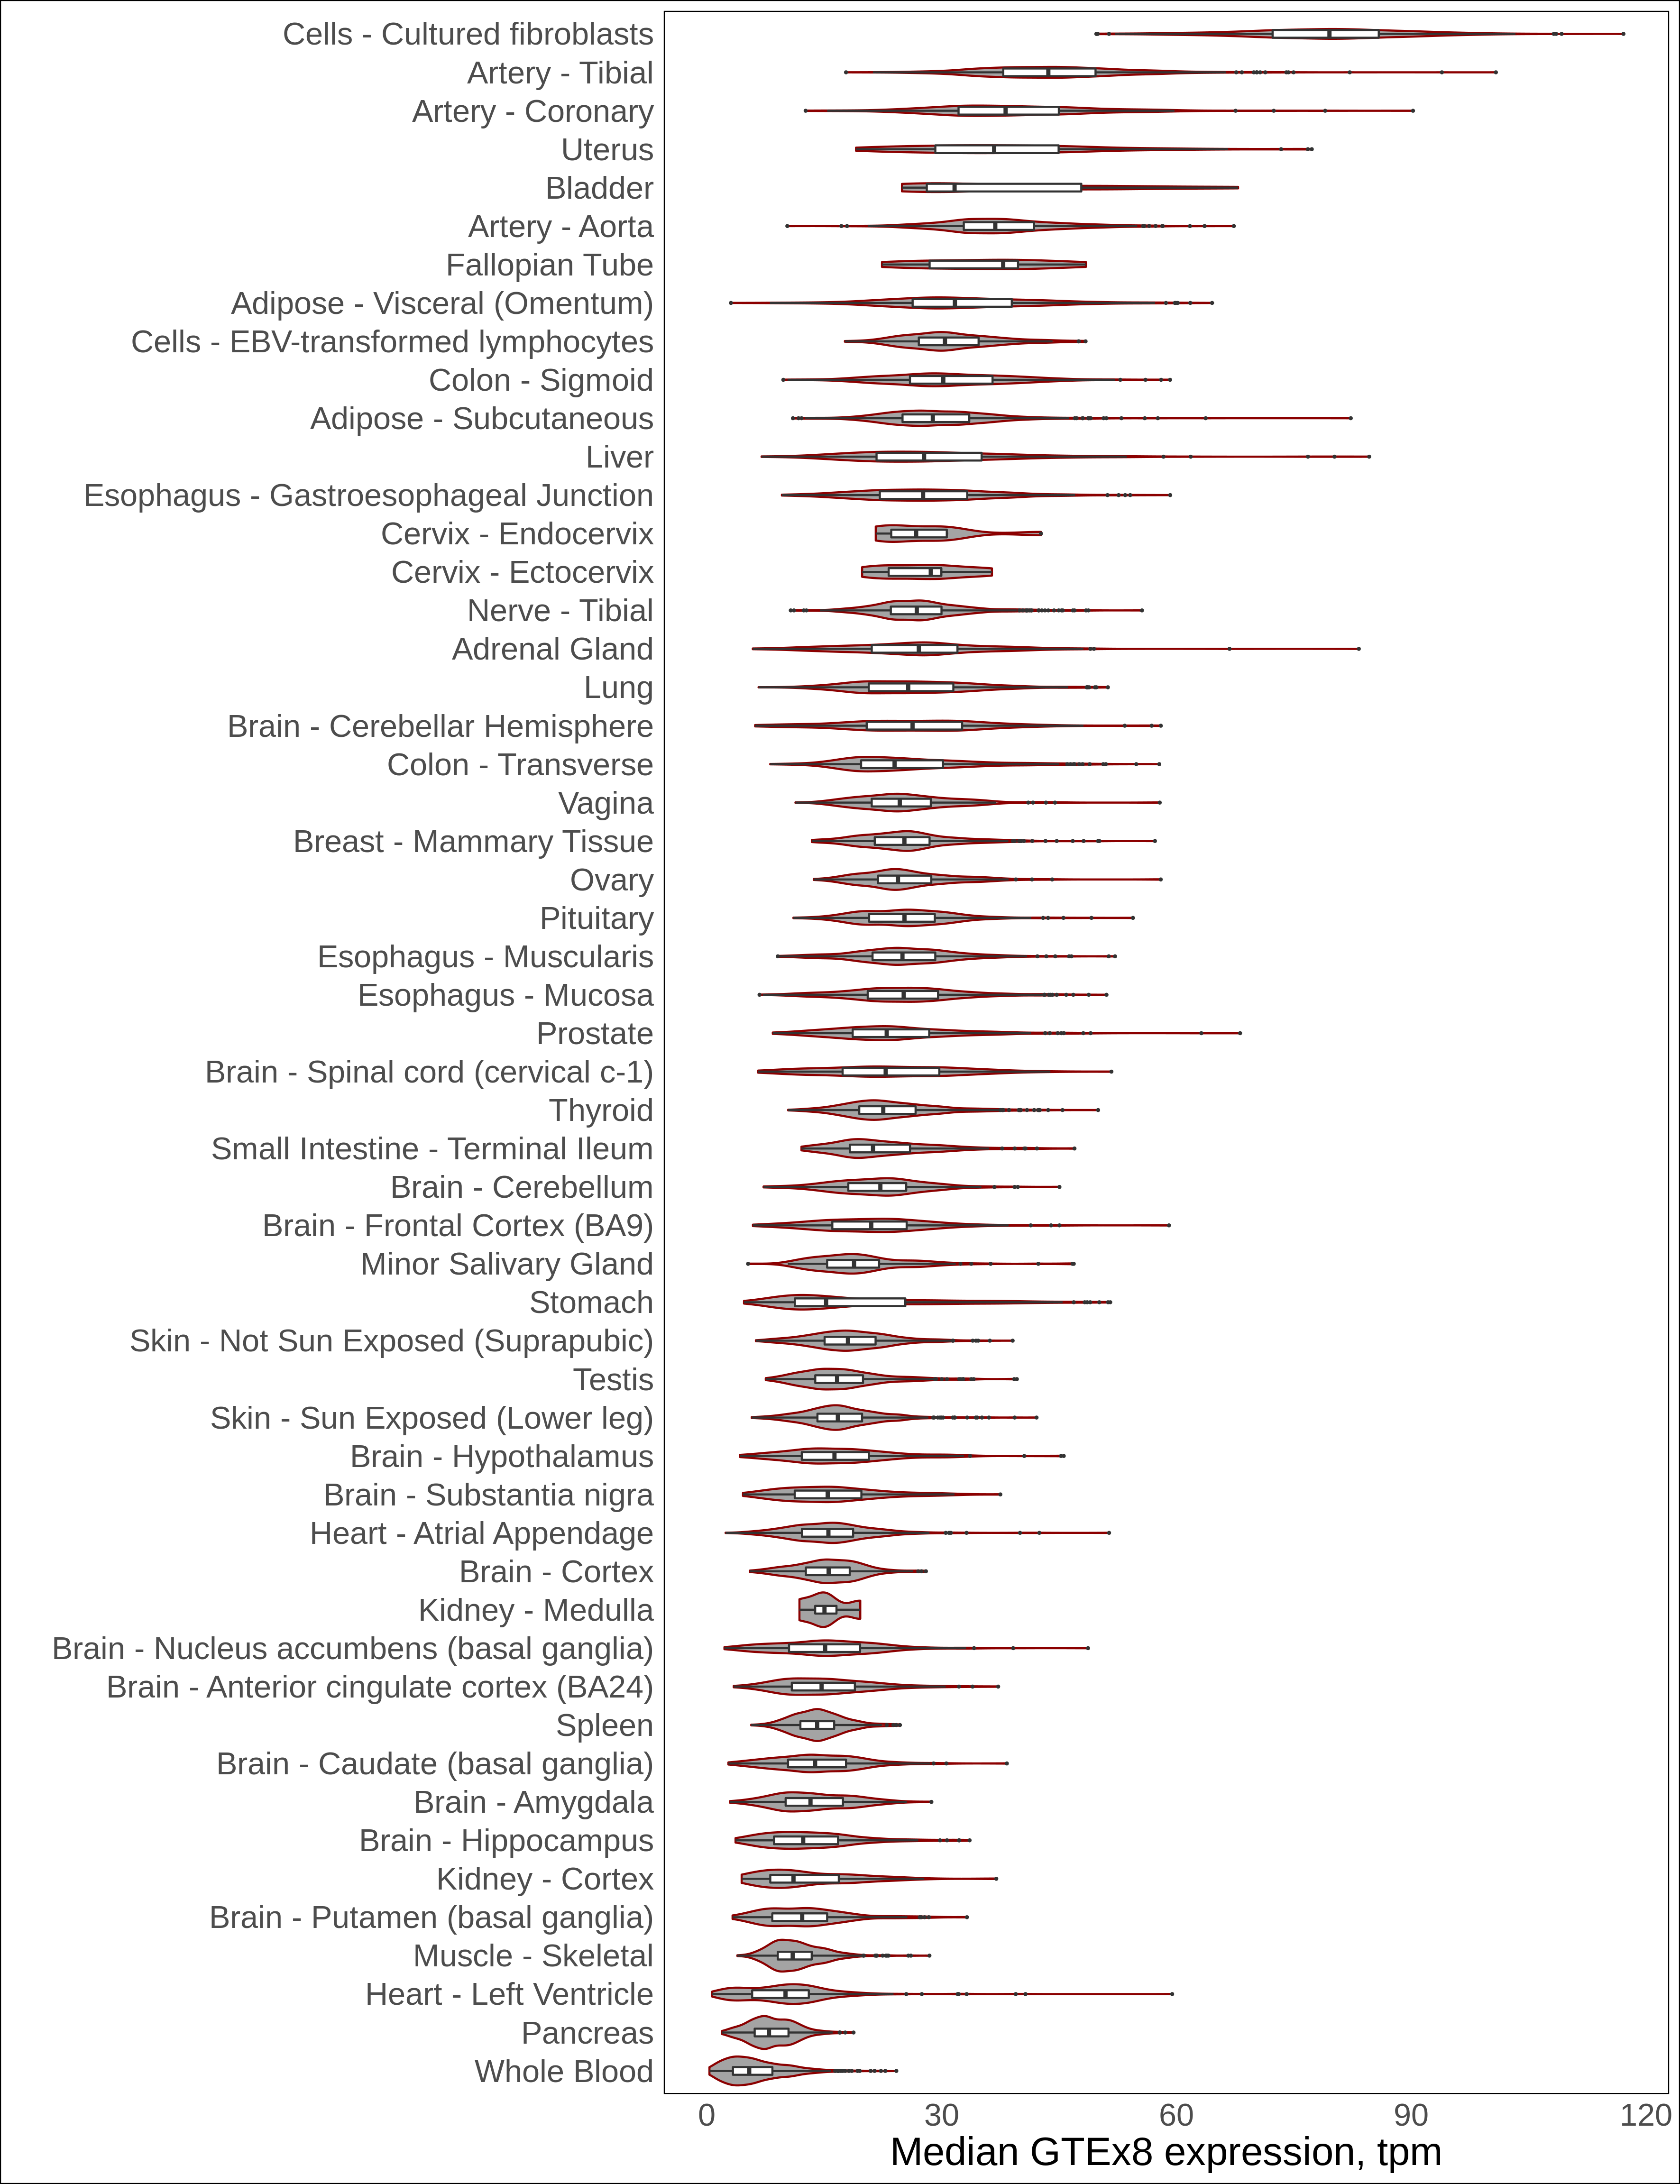 Cells - Cultured fibroblasts
Artery - Tibial
Artery - Coronary
Uterus
Bladder
Artery - Aorta
Fallopian Tube
Adipose - Visceral (Omentum)
Cells - EBV-transformed lymphocytes
Colon - Sigmoid
Adipose - Subcutaneous
Liver
Esophagus - Gastroesophageal Junction
Cervix - Endocervix
Cervix - Ectocervix
Nerve - Tibial
Adrenal Gland
Lung
Brain - Cerebellar Hemisphere
Colon - Transverse
Vagina
Breast - Mammary Tissue
Ovary
Pituitary
Esophagus - Muscularis
Esophagus - Mucosa
Prostate
Brain - Spinal cord (cervical c-1)
Thyroid
Small Intestine - Terminal Ileum
Brain - Cerebellum
Brain - Frontal Cortex (BA9)
Minor Salivary Gland
Stomach
Skin - Not Sun Exposed (Suprapubic)
Testis
Skin - Sun Exposed (Lower leg)
Brain - Hypothalamus
Brain - Substantia nigra
Heart - Atrial Appendage
Brain - Cortex
Kidney - Medulla
Brain - Nucleus accumbens (basal ganglia)
Brain - Anterior cingulate cortex (BA24)
Spleen
Brain - Caudate (basal ganglia)
Brain - Amygdala
Brain - Hippocampus
Kidney - Cortex
Brain - Putamen (basal ganglia)
Muscle - Skeletal
Heart - Left Ventricle
Pancreas
Whole Blood
0 30 60 90 120
Median GTEx8 expression, tpm